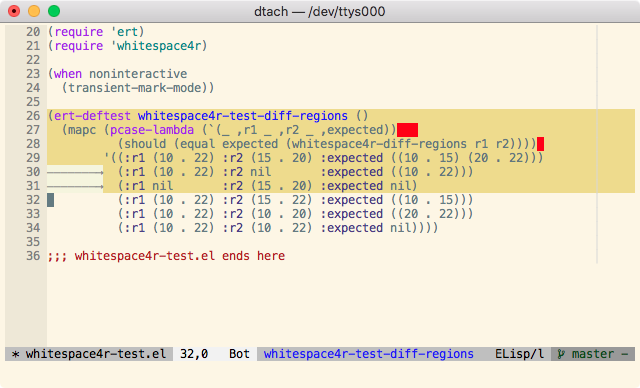 dtach — /dev/ttys000
20 (require 'ert)
21 (require 'whitespace4r)
22
23 (when noninteractive
24   (transient-mark-mode))
25
26 (ert-deftest whitespace4r-test-diff-regions ()
27   (mapc (pcase-lambda (`(_ ,r1 _ ,r2 _ ,expected))
28           (should (equal expected (whitespace4r-diff-regions r1 r2))))
29         '((:r1 (10 . 22) :r2 (15 . 20) :expected ((10 . 15) (20 . 22)))
30           (:r1 (10 . 22) :r2 nil       :expected ((10 . 22)))
31           (:r1 nil       :r2 (15 . 20) :expected nil)
32           (:r1 (10 . 22) :r2 (15 . 22) :expected ((10 . 15)))
33           (:r1 (10 . 22) :r2 (10 . 20) :expected ((20 . 22)))
34           (:r1 (10 . 22) :r2 (10 . 22) :expected nil))))
35
36 ;;; whitespace4r-test.el ends here
* whitespace4r-test.el 32,0 Bot whitespace4r-test-diff-regions ELisp/l master −